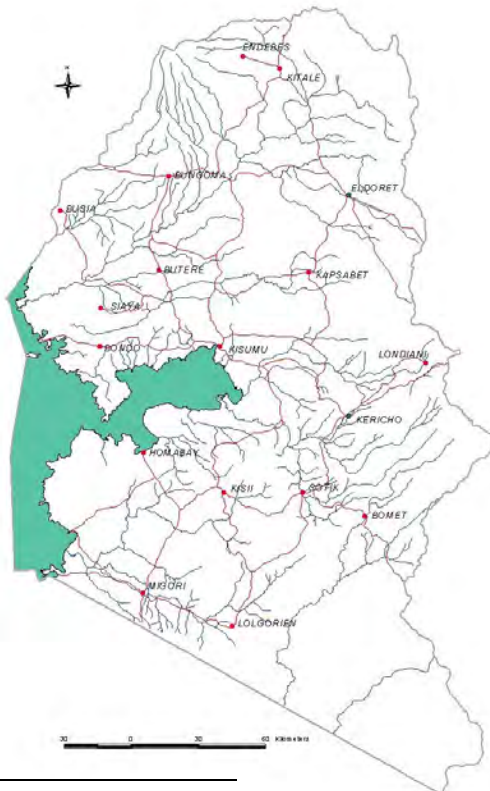 ENDEBES
KITALE
BUNGOMA
ELDORET
BUSIA
BUTERE
KAPSABET
SIAYA
BONDO
KISUMU
LONDIANI
KERICHO
HOMABAY
KISII
SOTIK
BOMET
MIGORI
LOLGORIEN
30 0 30 60 Kilometers